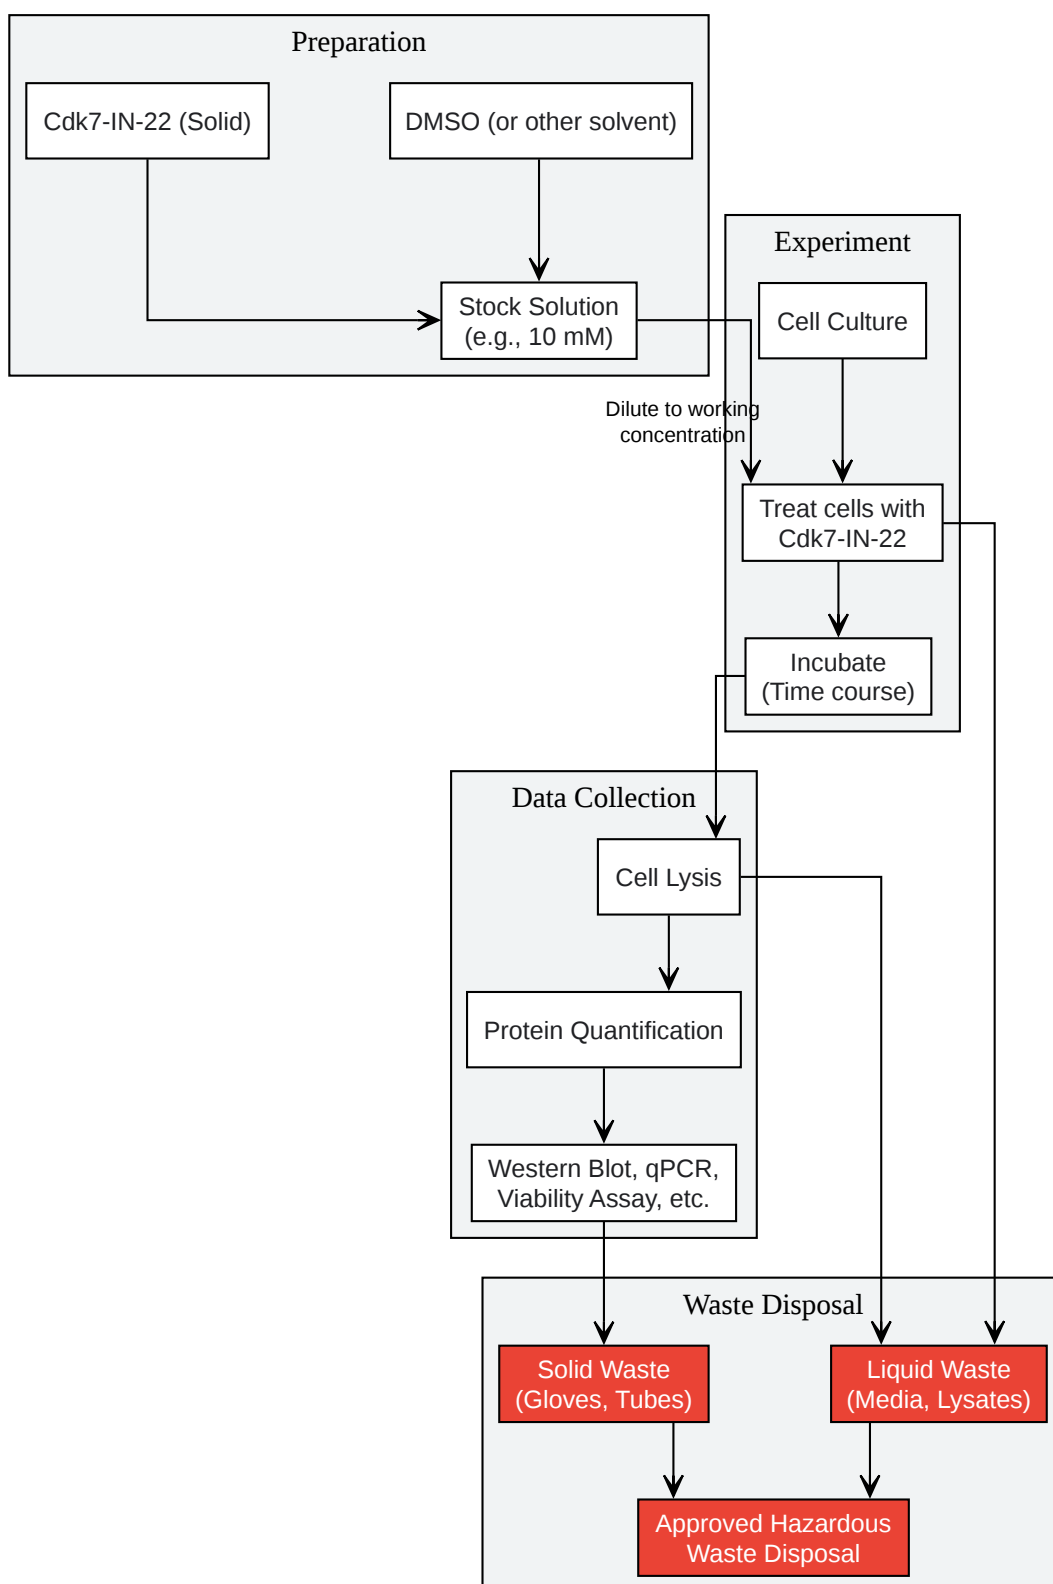 Preparation
Cdk7-IN-22 (Solid)
DMSO (or other solvent)
Stock Solution
(e.g., 10 mM)
Experiment
Cell Culture
Dilute to working
concentration
Treat cells with
Cdk7-IN-22
Incubate
(Time course)
Data Collection
Cell Lysis
Protein Quantification
Western Blot, qPCR,
Viability Assay, etc.
Waste Disposal
Solid Waste
(Gloves, Tubes)
Liquid Waste
(Media, Lysates)
Approved Hazardous
Waste Disposal